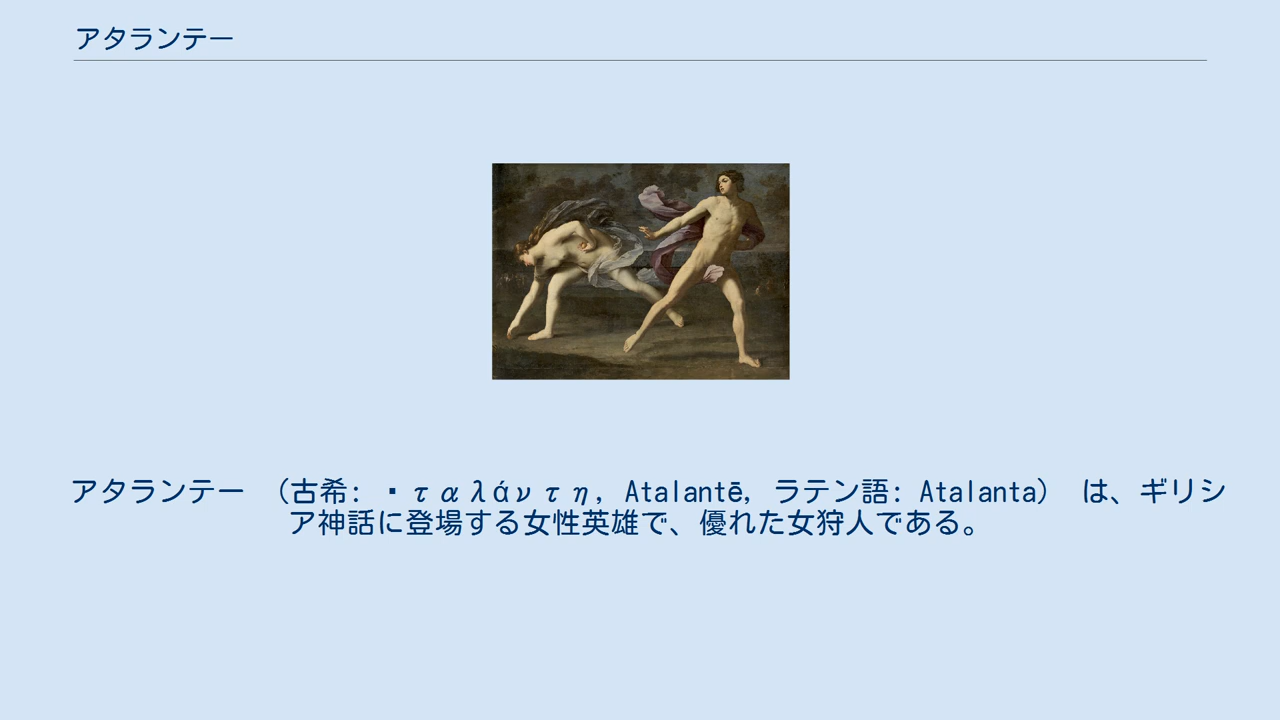 アタランテー
アタランテー （古希: ▪ταλάντη, Atalantē, ラテン語: Atalanta） は、ギリシ
ア神話に登場する女性英雄で、優れた女狩人である。